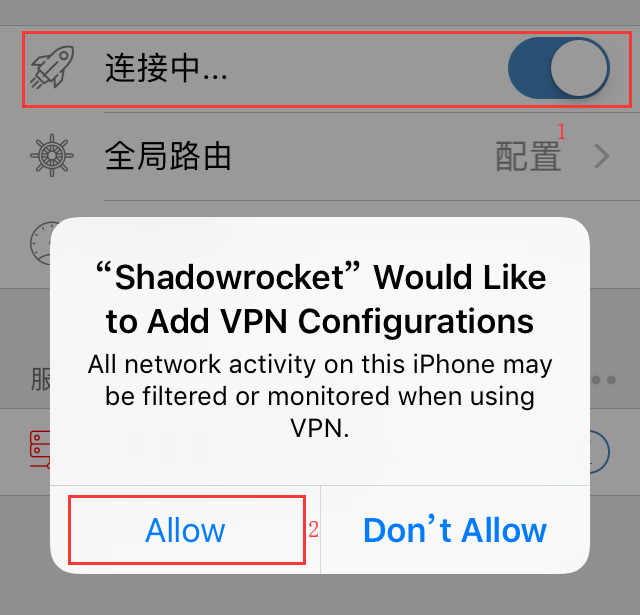 连接中...
1
全局路由 配置
“Shadowrocket” Would Like
to Add VPN Configurations
All network activity on this iPhone may
be filtered or monitored when using
VPN.
服
Allow 2 Don’t Allow